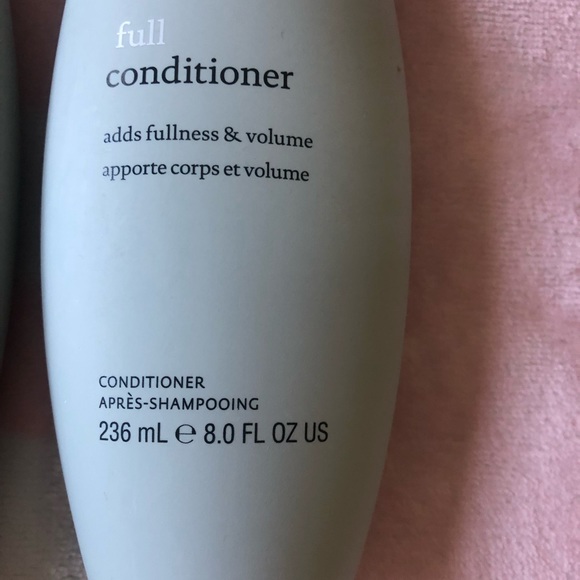 full
conditioner
adds fullness & volume
apporte corps et volume
CONDITIONER
APRÈS-SHAMPOOING
236 mL ℮ 8.0 FL OZ US